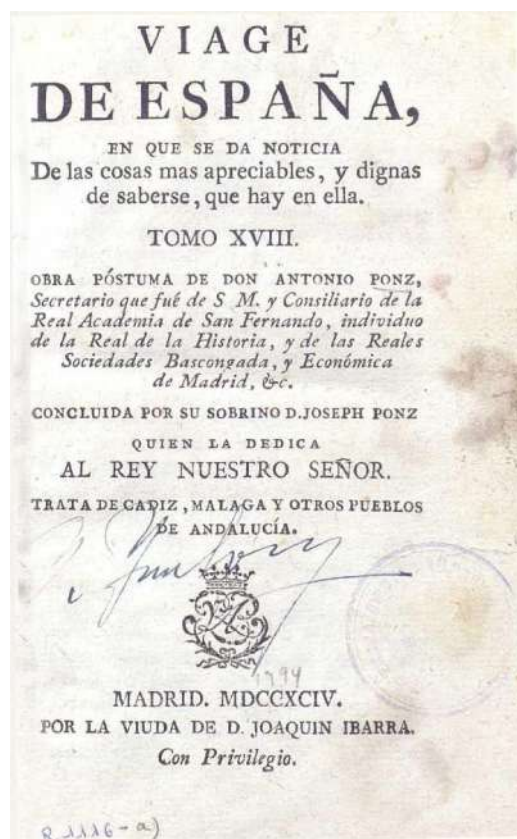 VIAGE
DE ESPAÑA,
EN QUE SE DA NOTICIA
De las cosas mas apreciables, y dignas
de saberse, que hay en ella.
TOMO XVIII.
OBRA PÓSTUMA DE DON ANTONIO PONZ,
Secretario que fué de S M. y Consiliario de la
Real Academia de San Fernando, individuo
de la Real de la Historia, y de las Reales
Sociedades Bascongada, y Económica
de Madrid, &c.
CONCLUIDA POR SU SOBRINO D. JOSEPH PONZ
QUIEN LA DEDICA
AL REY NUESTRO SEÑOR.
TRATA DE CADIZ, MALAGA Y OTROS PUEBLOS
DE ANDALUCÍA.
1794
MADRID. MDCCXCIV.
POR LA VIUDA DE D. JOAQUIN IBARRA.
Con Privilegio.
R 1116-a)